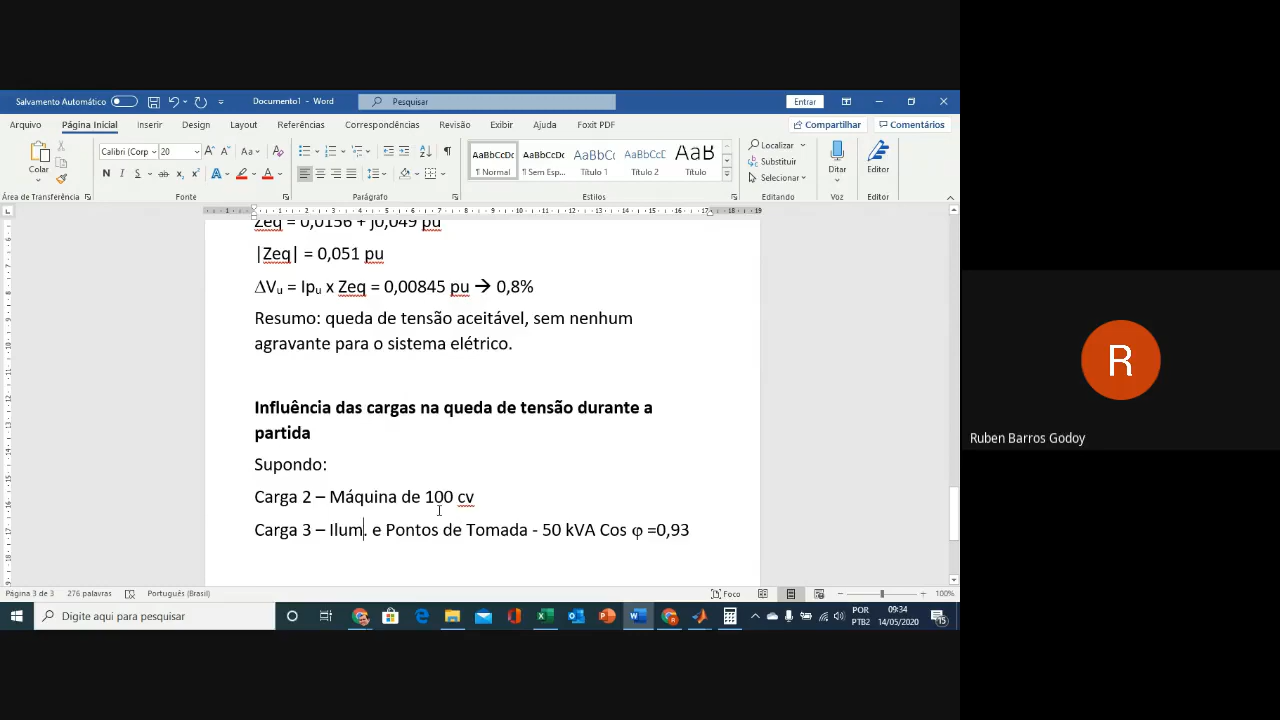 Salvamento Automático Documento1 - Word Pesquisar Entrar
Arquivo Página Inicial Inserir Design Layout Referências Correspondências Revisão Exibir Ajuda Foxit PDF Compartilhar Comentários
Colar Calibri (Corp 20 AaBbCcDc AaBbCcDc AaBbCc AaBbCcC AaB Localizar
¶ Normal ¶ Sem Esp... Título 1 Título 2 Título Substituir Selecionar Ditar Editor
Área de Transferência Fonte Parágrafo Estilos Editando Voz Editor
Zeq = 0,0156 + j0,049 pu
|Zeq| = 0,051 pu
∆Vu = Ipu x Zeq = 0,00845 pu → 0,8%
Resumo: queda de tensão aceitável, sem nenhum
agravante para o sistema elétrico.
Influência das cargas na queda de tensão durante a
partida
Supondo:
Carga 2 – Máquina de 100 cv
Carga 3 – Ilum. e Pontos de Tomada - 50 kVA Cos φ =0,93
Página 3 de 3 276 palavras Português (Brasil) Foco 100%
Digite aqui para pesquisar POR PTB2 09:34 14/05/2020 15
R
Ruben Barros Godoy